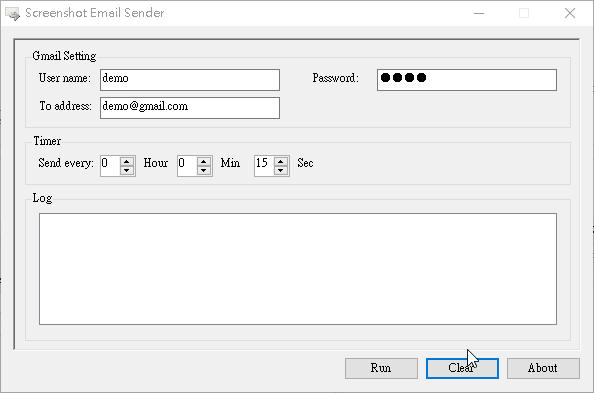 Screenshot Email Sender
Gmail Setting
User name: demo Password: ●●●●
To address: demo@gmail.com
Timer
Send every: 0 Hour 0 Min 15 Sec
Log
Run Clear About